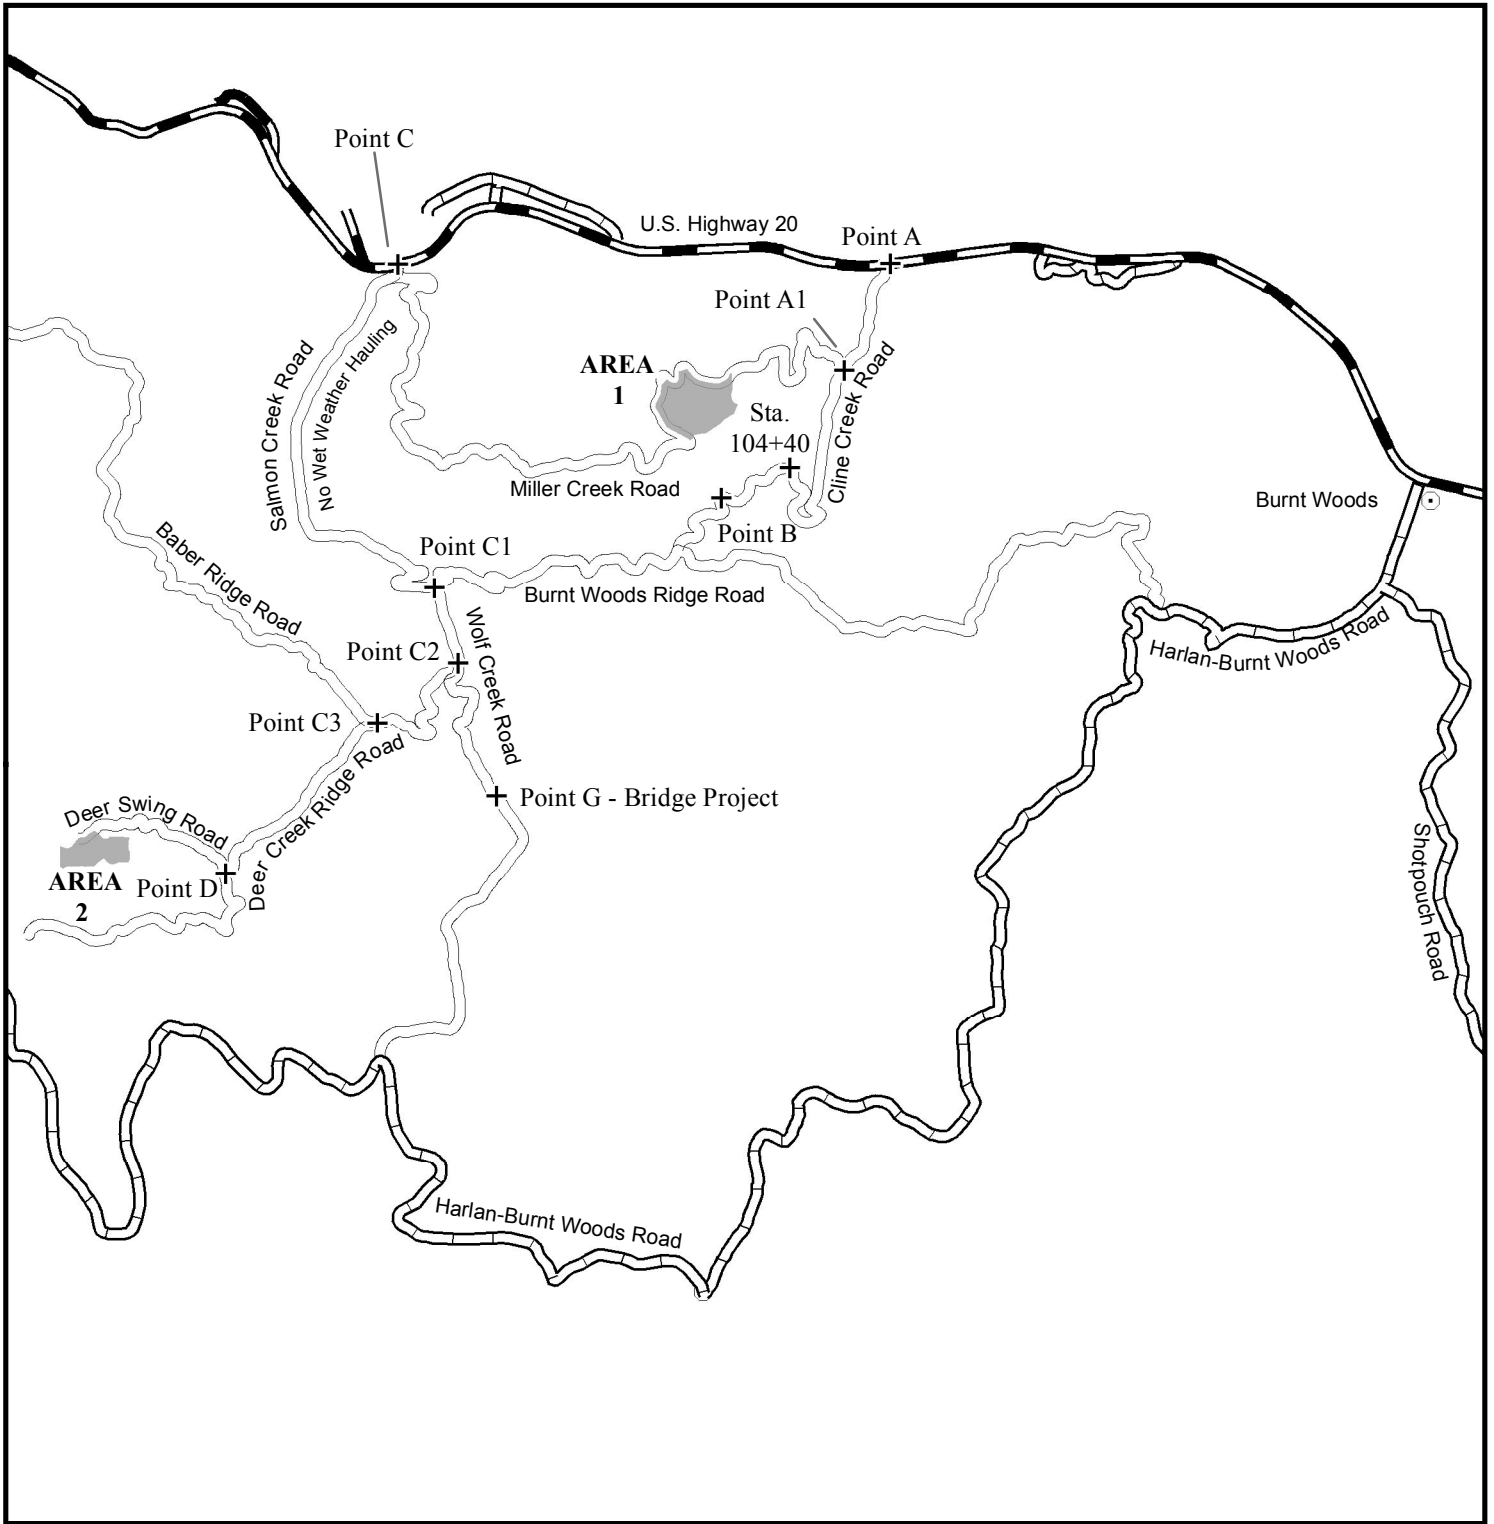 Point C
U.S. Highway 20
Point A
Point A1
AREA
1
Sta.
104+40
Cline Creek Road
Salmon Creek Road
No Wet Weather Hauling
Miller Creek Road
Burnt Woods
Point B
Point C1
Baber Ridge Road
Burnt Woods Ridge Road
Wolf Creek Road
Harlan-Burnt Woods Road
Point C2
Point C3
Deer Creek Ridge Road
Point G - Bridge Project
Deer Swing Road
AREA
2
Point D
Shotpouch Road
Harlan-Burnt Woods Road